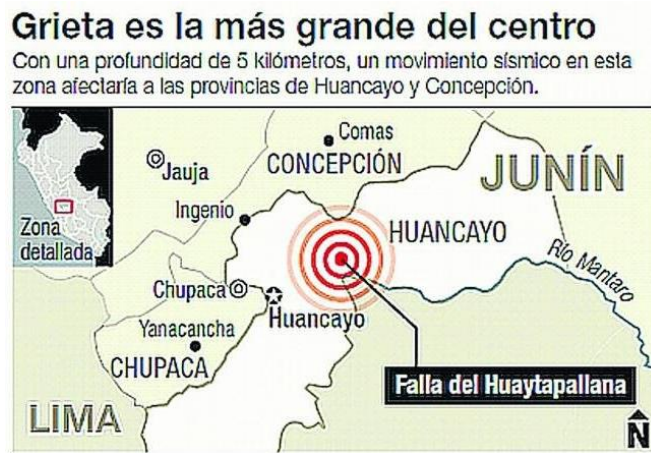 Grieta es la más grande del centro
Con una profundidad de 5 kilómetros, un movimiento sísmico en esta
zona afectaría a las provincias de Huancayo y Concepción.
Comas
CONCEPCIÓN
JUNÍN
Jauja
Ingenio
HUANCAYO
Zona
detallada
Río Mantaro
Chupaca
Huancayo
Yanacancha
CHUPACA
Falla del Huaytapallana
LIMA
N